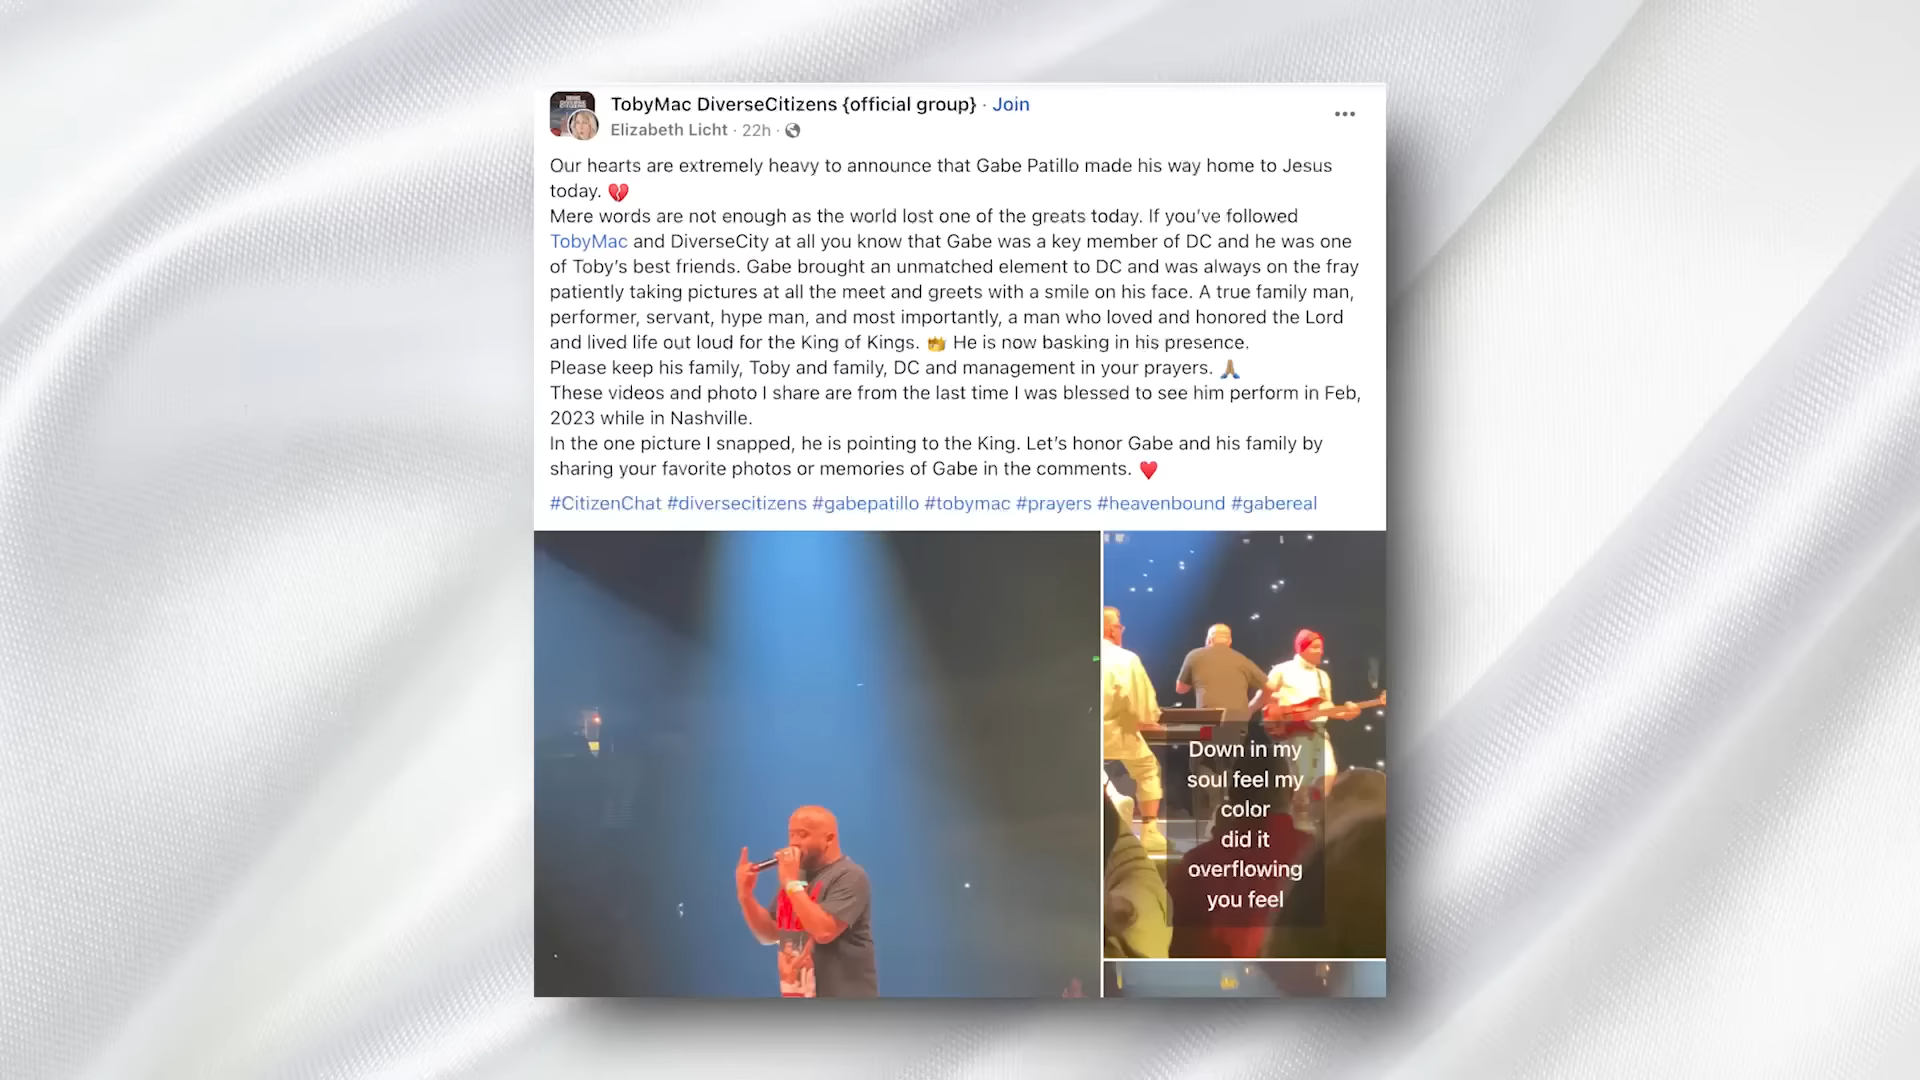 TobyMac DiverseCitizens {official group} · Join
Elizabeth Licht · 22h ·
Our hearts are extremely heavy to announce that Gabe Patillo made his way home to Jesus
today. 💔
Mere words are not enough as the world lost one of the greats today. If you've followed
TobyMac and DiverseCity at all you know that Gabe was a key member of DC and he was one
of Toby's best friends. Gabe brought an unmatched element to DC and was always on the fray
patiently taking pictures at all the meet and greets with a smile on his face. A true family man,
performer, servant, hype man, and most importantly, a man who loved and honored the Lord
and lived life out loud for the King of Kings. 👑 He is now basking in his presence.
Please keep his family, Toby and family, DC and management in your prayers. 🙏🏽
These videos and photo I share are from the last time I was blessed to see him perform in Feb,
2023 while in Nashville.
In the one picture I snapped, he is pointing to the King. Let's honor Gabe and his family by
sharing your favorite photos or memories of Gabe in the comments. ♥️
#CitizenChat #diversecitizens #gabepatillo #tobymac #prayers #heavenbound #gabereal
Down in my
soul feel my
color
did it
overflowing
you feel